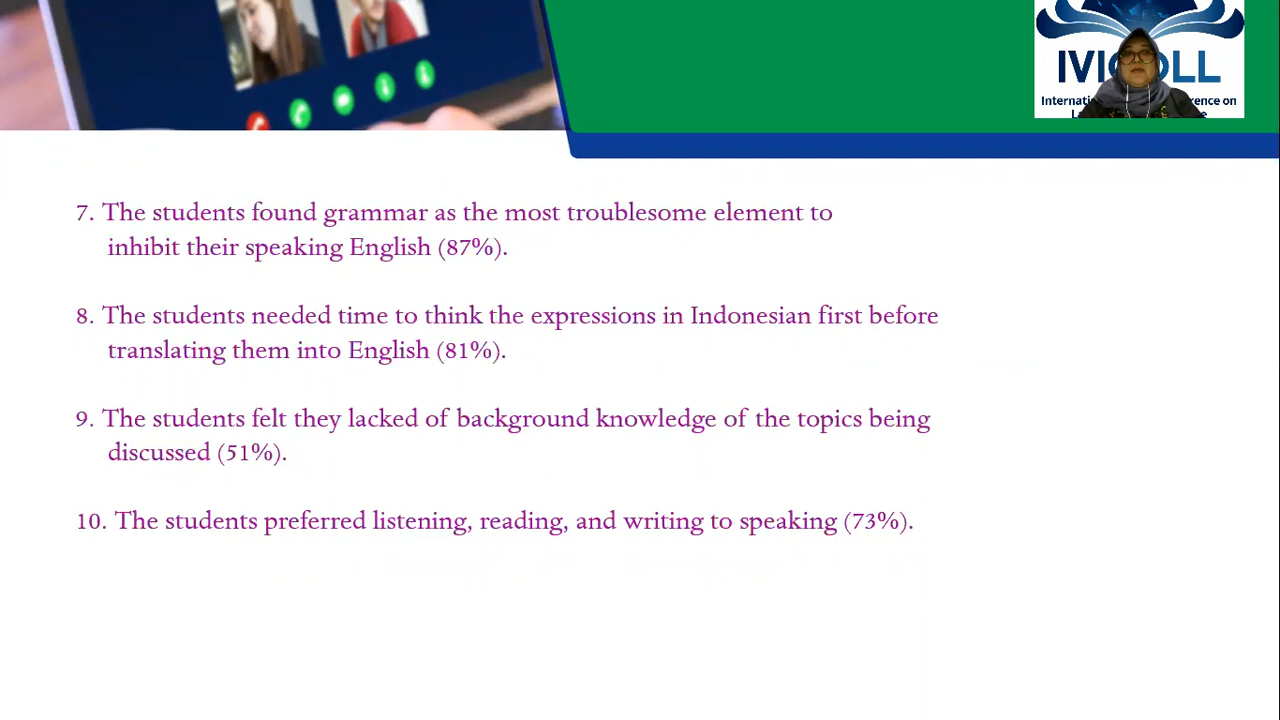 IVI LL
Internati rence on
7. The students found grammar as the most troublesome element to
inhibit their speaking English (87%).
8. The students needed time to think the expressions in Indonesian first before
translating them into English (81%).
9. The students felt they lacked of background knowledge of the topics being
discussed (51%).
10. The students preferred listening, reading, and writing to speaking (73%).